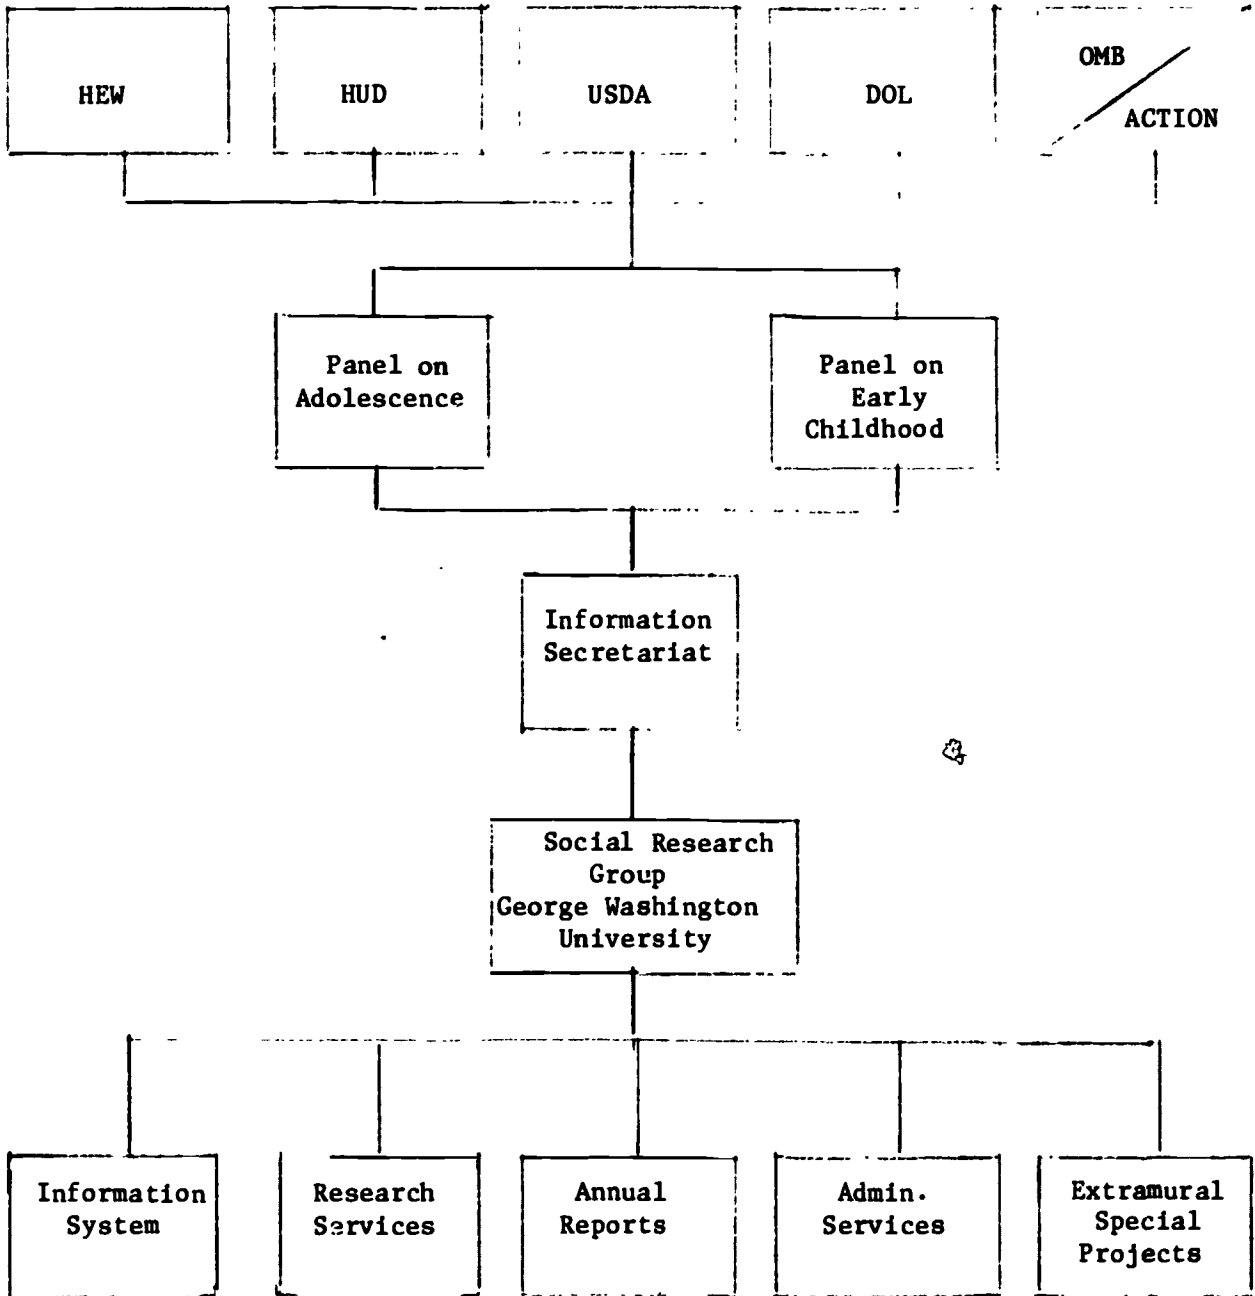 HEW
HUD
USDA
DOL
OMB
ACTION
Panel on
Adolescence
Panel on
Early
Childhood
Information
Secretariat
Social Research
Group
George Washington
University
Information
System
Research
Services
Annual
Reports
Admin.
Services
Extramural
Special
Projects